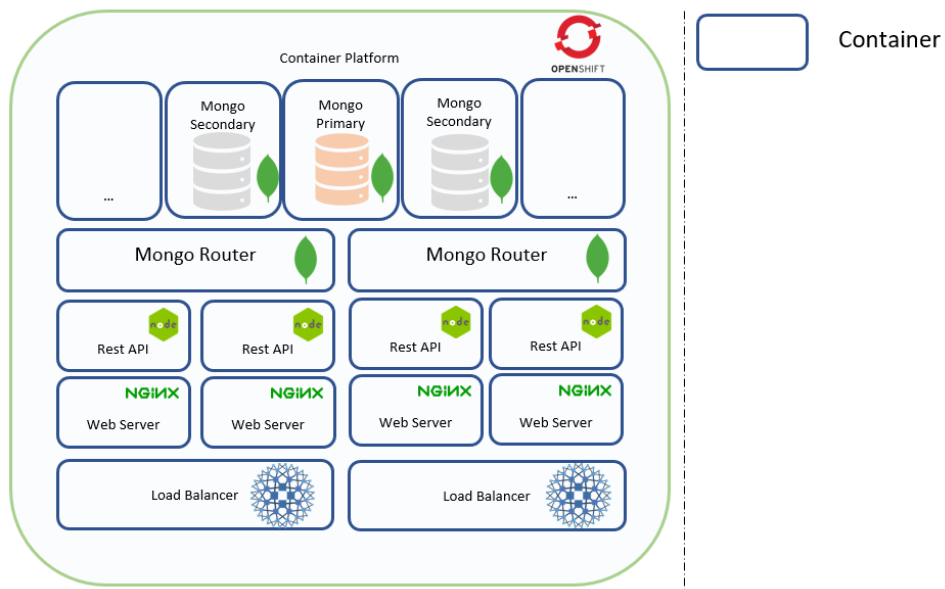 Container Platform
OPENSHIFT
Container
Mongo
Secondary
Mongo
Primary
Mongo
Secondary
...
...
Mongo Router
Mongo Router
node
Rest API
node
Rest API
node
Rest API
node
Rest API
NGiNX
Web Server
NGiNX
Web Server
NGiNX
Web Server
NGiNX
Web Server
Load Balancer
Load Balancer